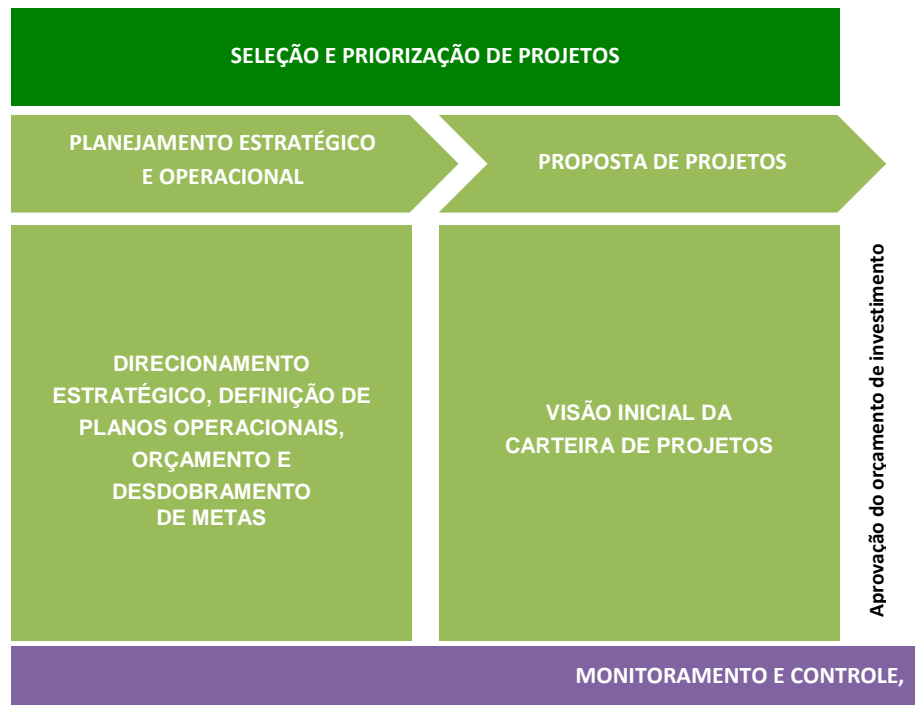 SELEÇÃO E PRIORIZAÇÃO DE PROJETOS
PLANEJAMENTO ESTRATÉGICO
E OPERACIONAL
PROPOSTA DE PROJETOS
DIRECIONAMENTO
ESTRATÉGICO, DEFINIÇÃO DE
PLANOS OPERACIONAIS,
ORÇAMENTO E
DESDOBRAMENTO
DE METAS
VISÃO INICIAL DA
CARTEIRA DE PROJETOS
Aprovação do orçamento de investimento
MONITORAMENTO E CONTROLE,